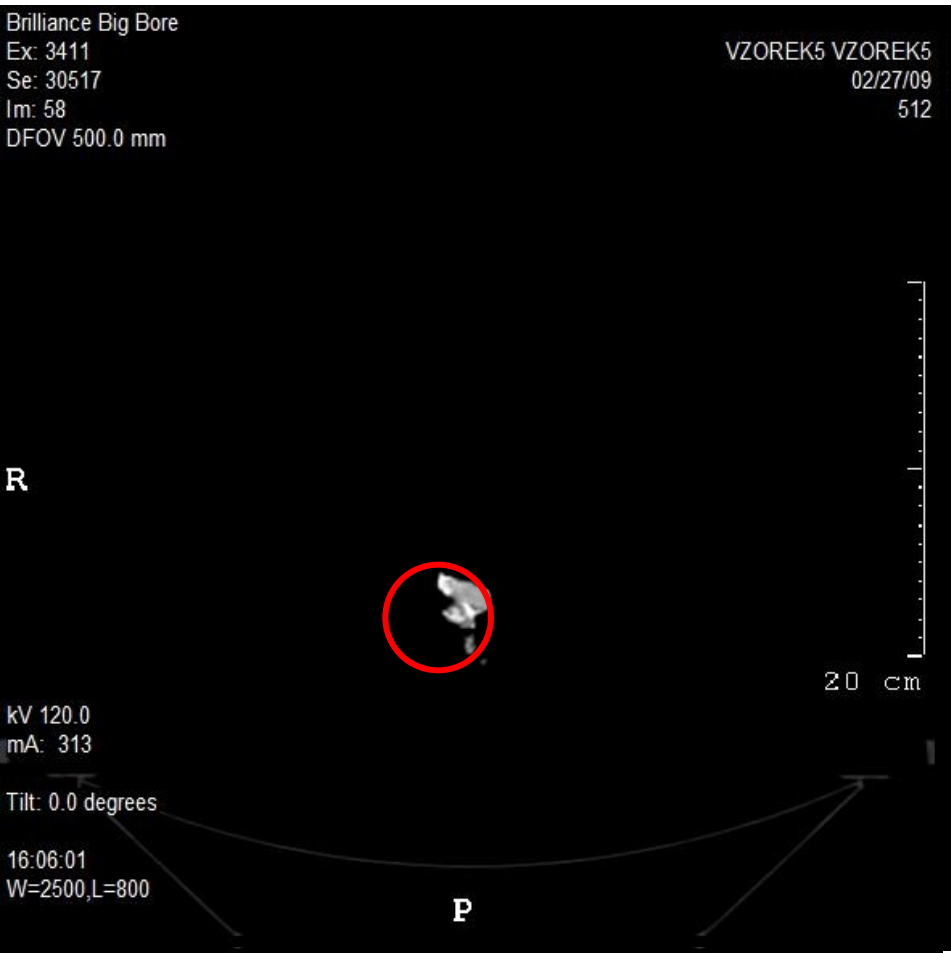 Brilliance Big Bore
Ex: 3411
Se: 30517
Im: 58
DFOV 500.0 mm
VZOREK5 VZOREK5
02/27/09
512
R
20 cm
kV 120.0
mA: 313
Tilt: 0.0 degrees
16:06:01
W=2500,L=800
P